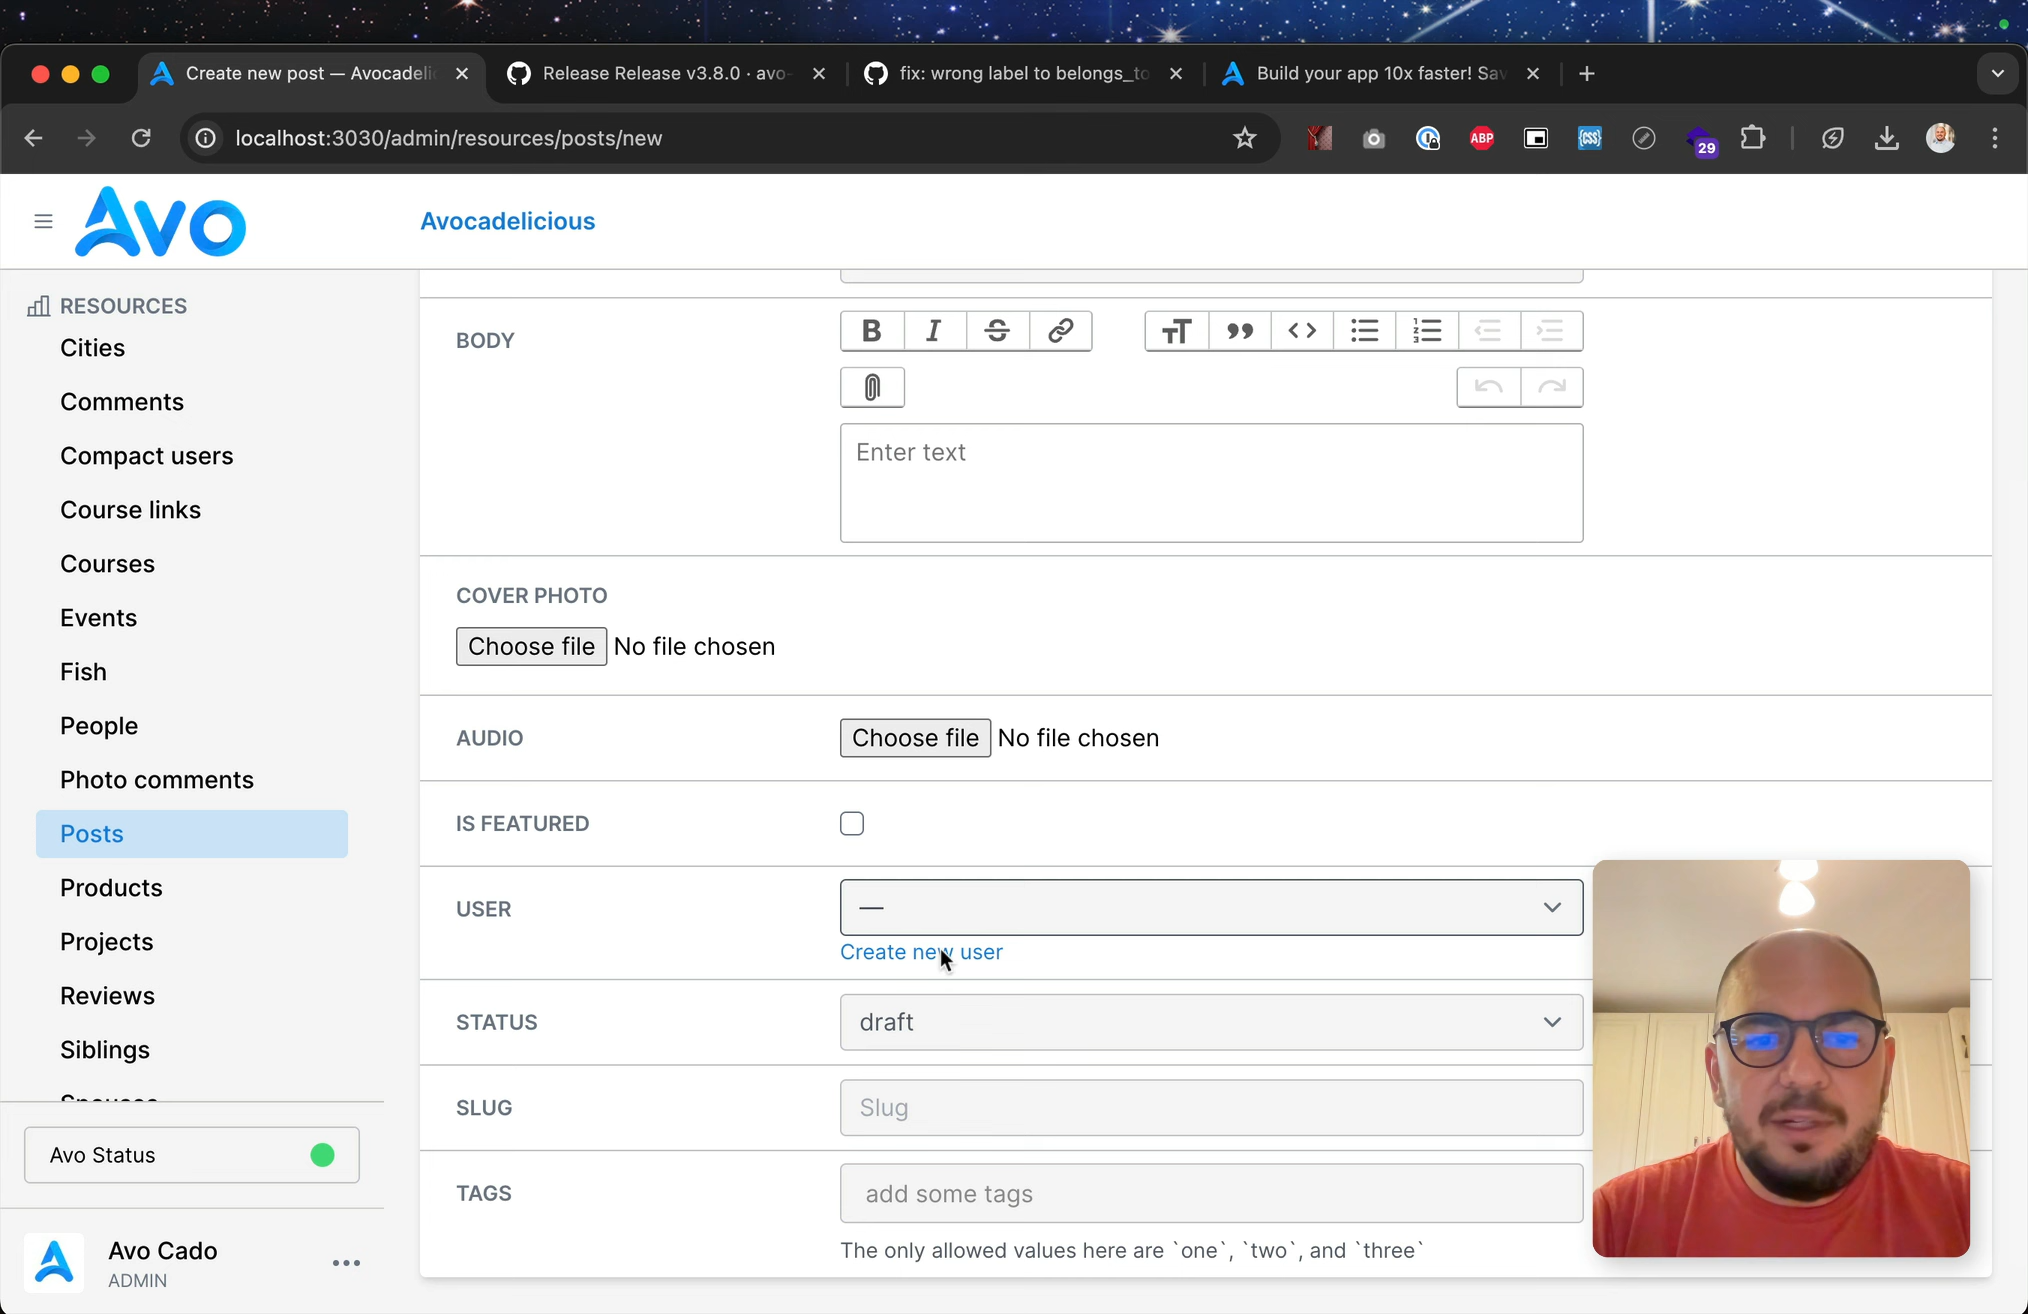 Create new post — Avocadeli
Release Release v3.8.0 · avo-
fix: wrong label to belongs_to
Build your app 10x faster! Sav
localhost:3030/admin/resources/posts/new
ABP
{css}
29
Avo
Avocadelicious
RESOURCES
Cities
Comments
Compact users
Course links
Courses
Events
Fish
People
Photo comments
Posts
Products
Projects
Reviews
Siblings
Avo Status
Avo Cado
ADMIN
BODY
Enter text
COVER PHOTO
Choose file No file chosen
AUDIO
Choose file No file chosen
IS FEATURED
USER
—
Create new user
STATUS
draft
SLUG
Slug
TAGS
add some tags
The only allowed values here are `one`, `two`, and `three`